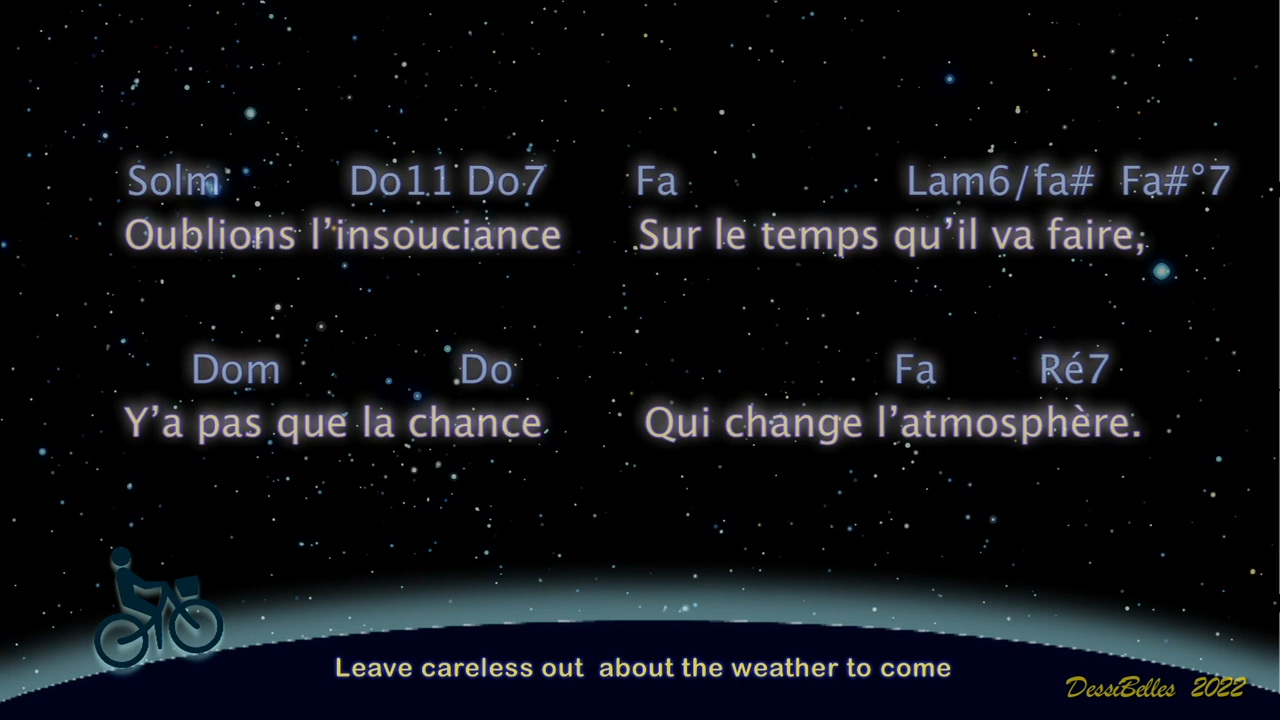 Solm Do11 Do7 Fa Lam6/fa# Fa#°7
Oublions l’insouciance Sur le temps qu’il va faire,
Dom Do Fa Ré7
Y’a pas que la chance Qui change l’atmosphère.
Leave careless out about the weather to come
DessiBelles 2022